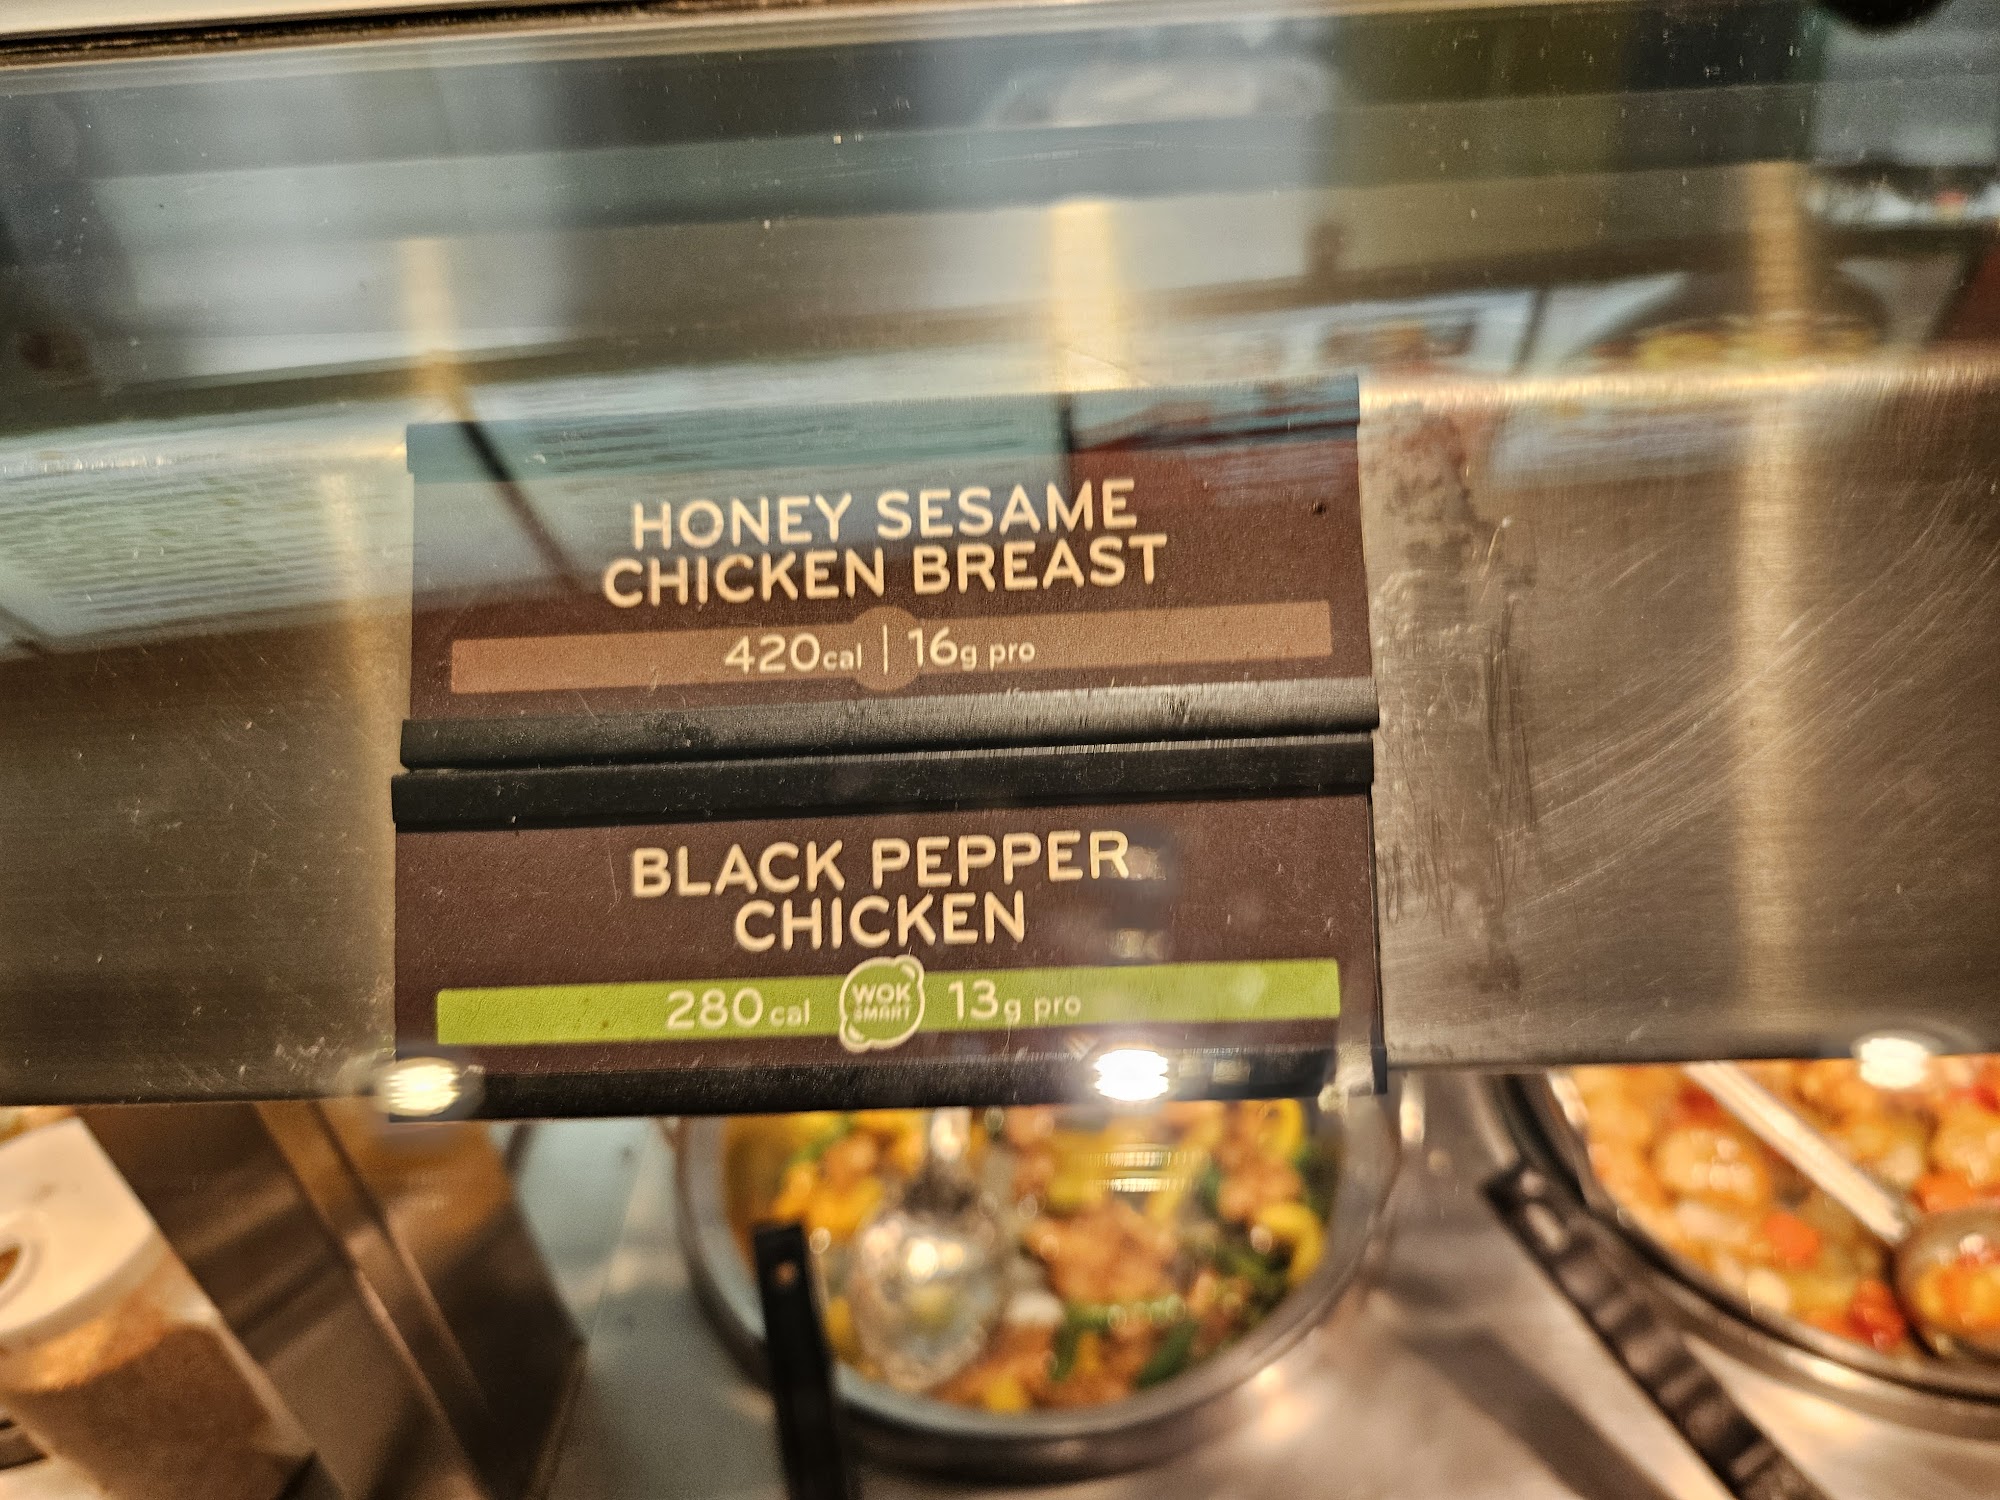 HONEY SESAME
CHICKEN BREAST
420cal | 16g pro
BLACK PEPPER
CHICKEN
280cal WOK SMART 13g pro